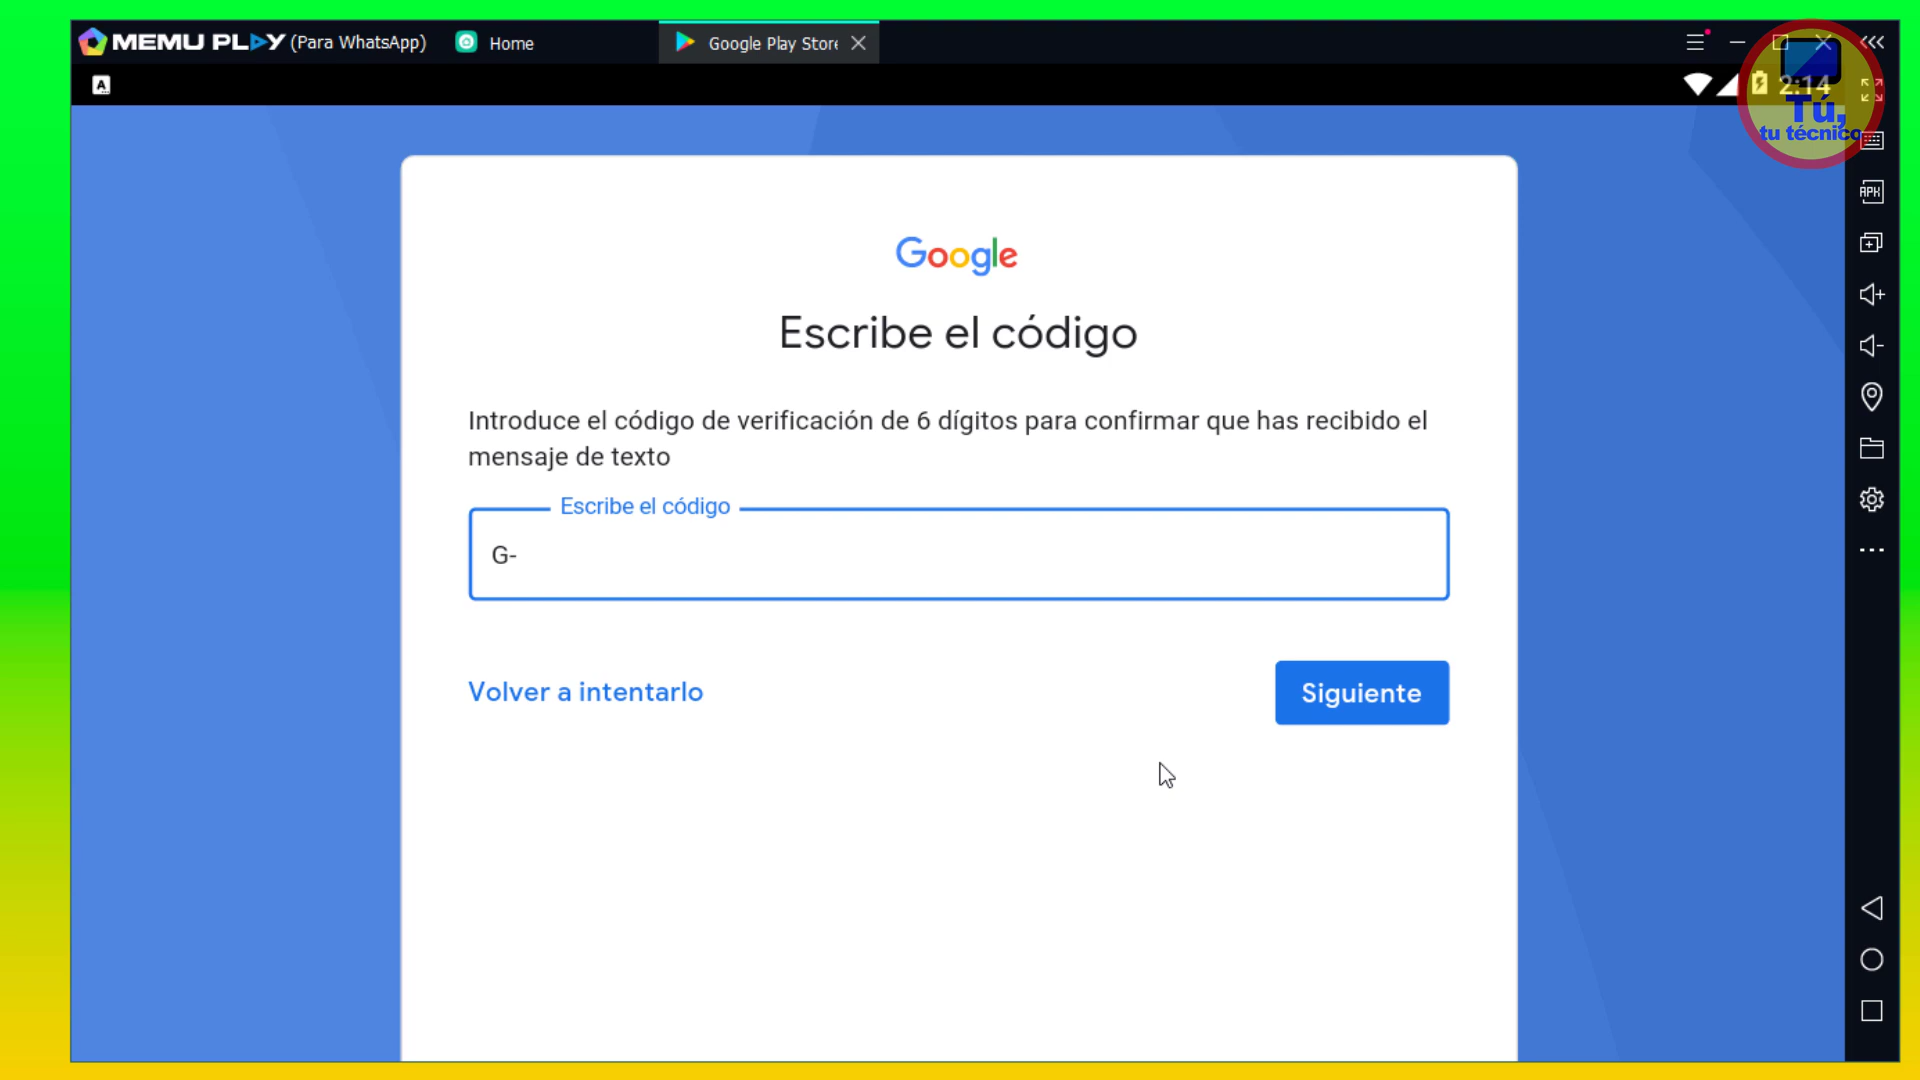 MEMU PLAY (Para WhatsApp)
Home
Google Play Store
2:14
Tú,
tu técnico
APK
Google
Escribe el código
Introduce el código de verificación de 6 dígitos para confirmar que has recibido el
mensaje de texto
Escribe el código
G-
Volver a intentarlo
Siguiente